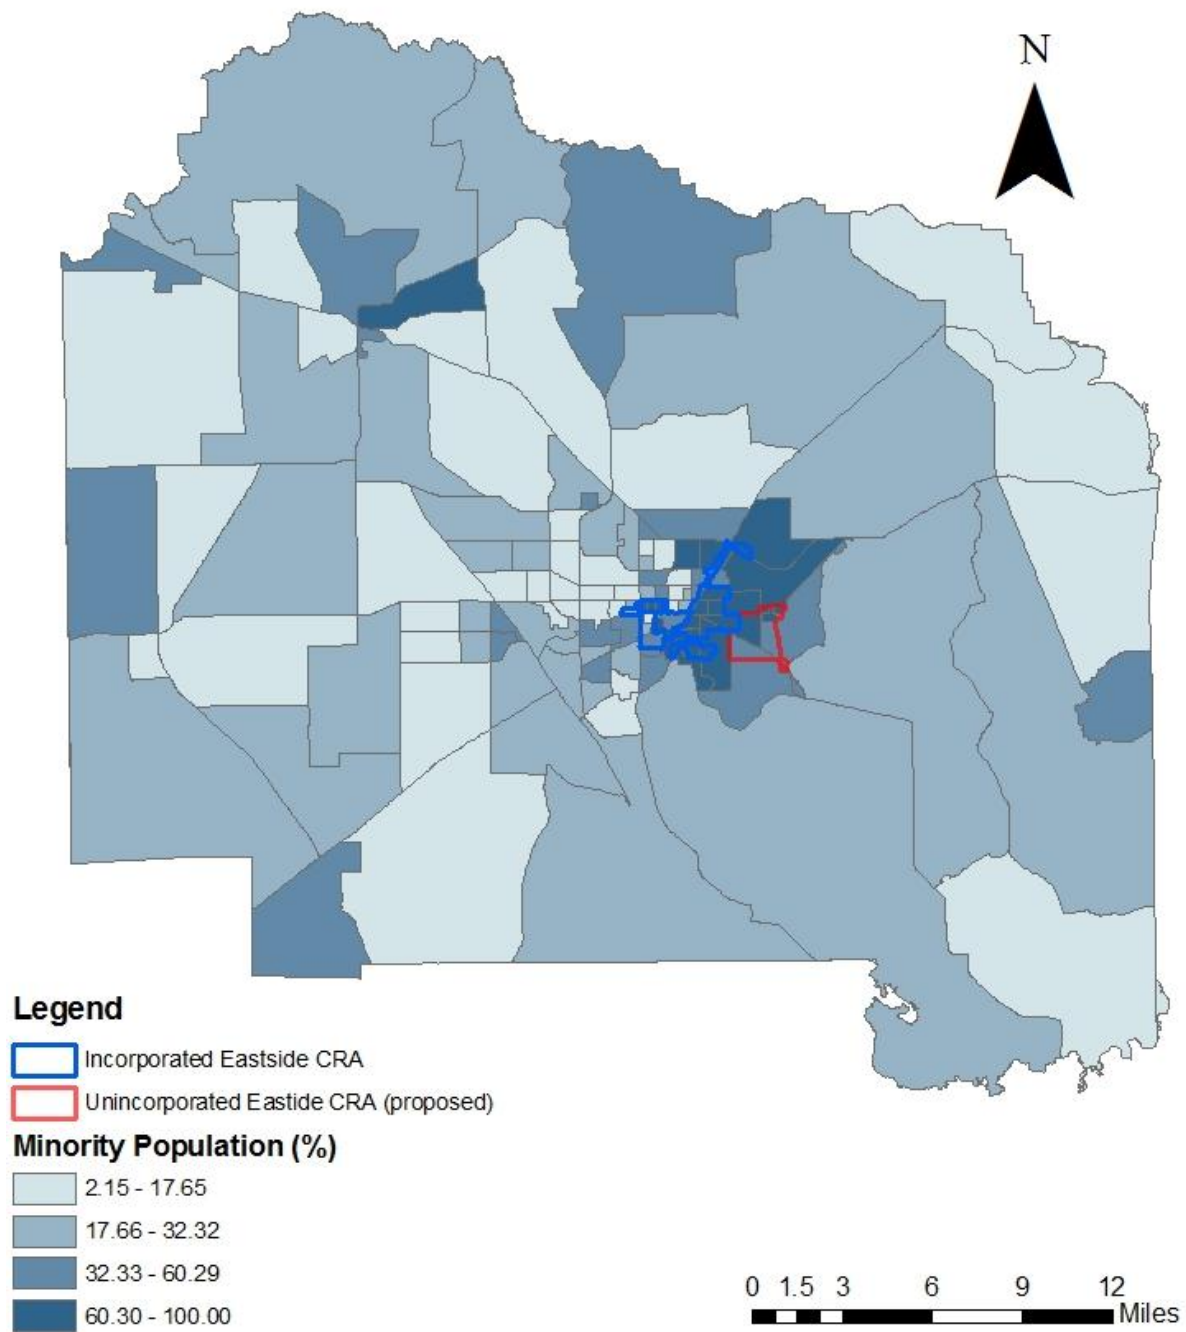 N
Legend
Incorporated Eastside CRA
Unincorporated Eastide CRA (proposed)
Minority Population (%)
2.15 - 17.65
17.66 - 32.32
32.33 - 60.29
60.30 - 100.00
0 1.5 3 6 9 12
Miles